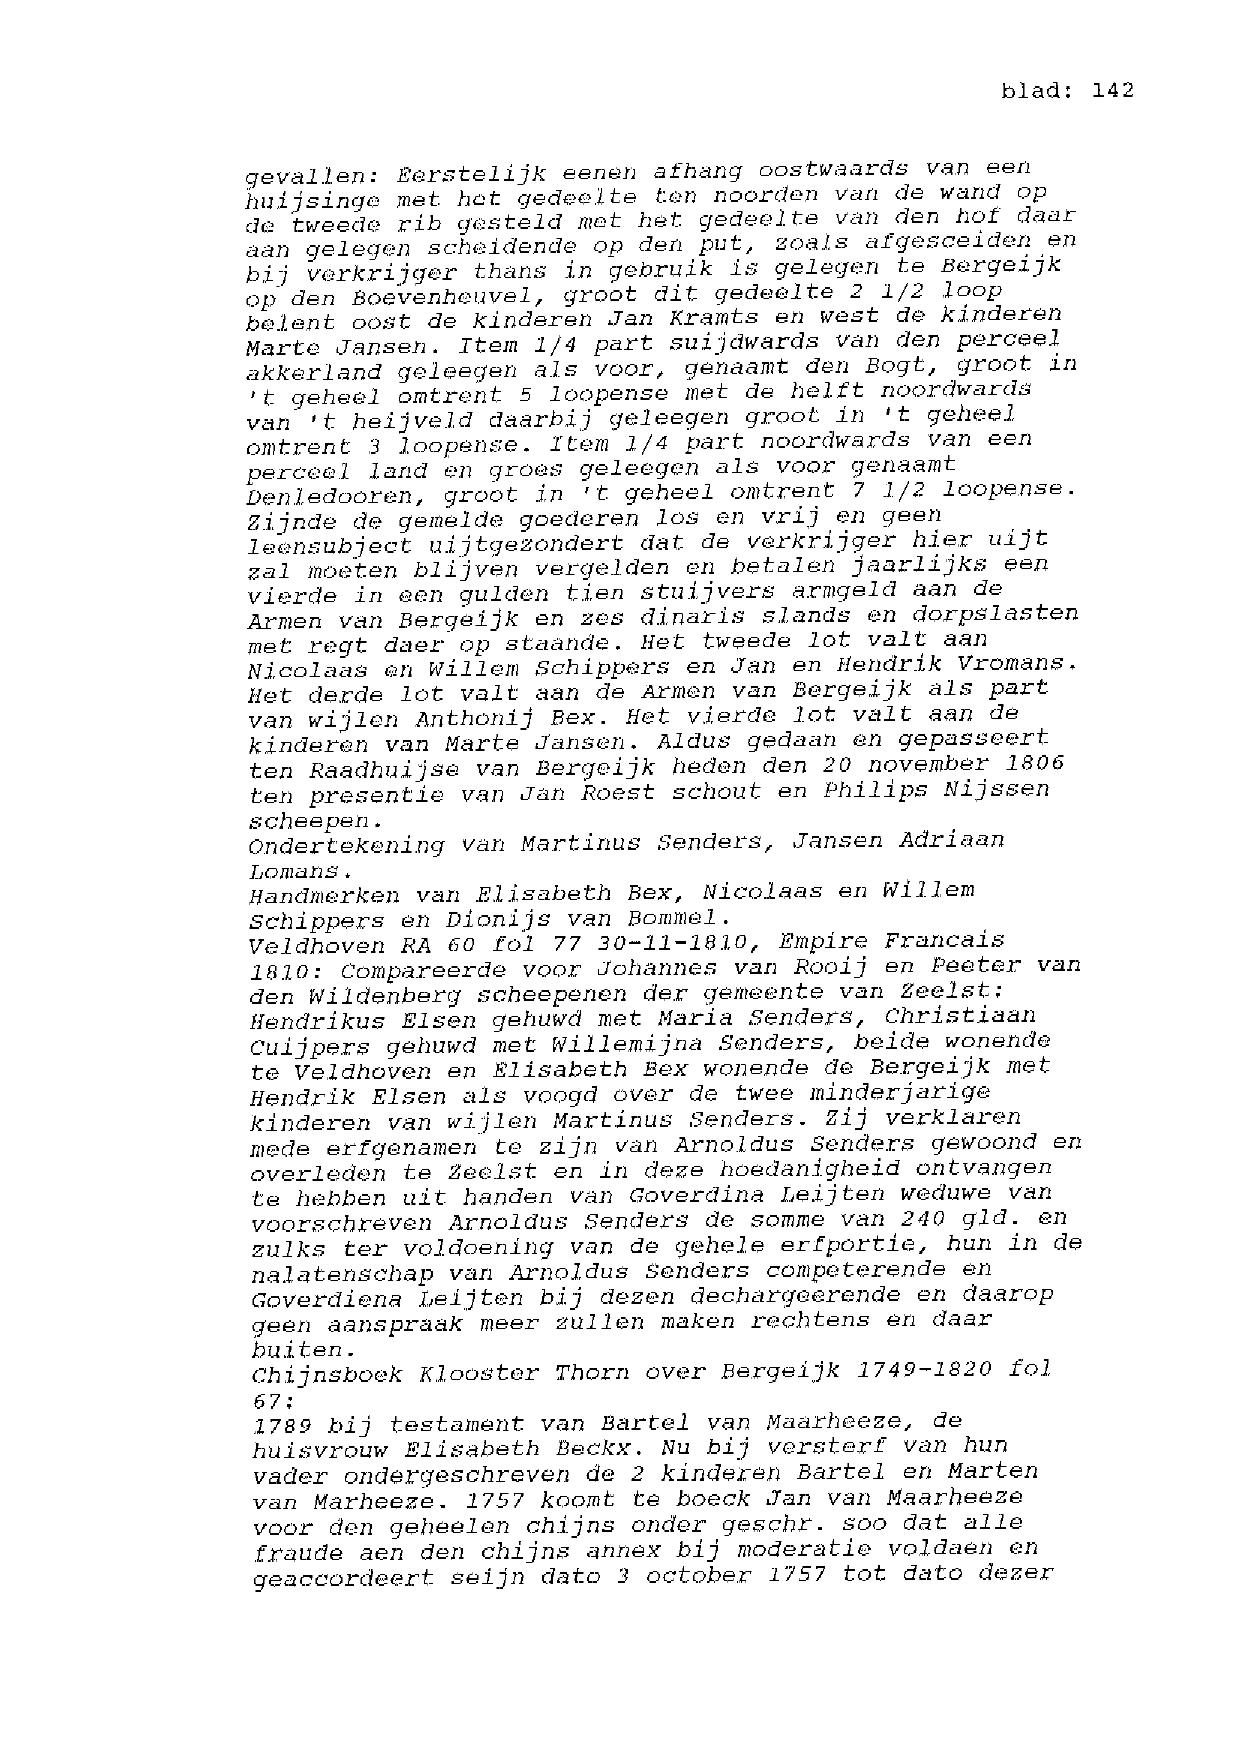 blad: 142
gevallen: Eerstelijk eenen afhang oostwaards van een
huijsinge met het gedeelte ten noorden van de wand op
de tweede rib gesteld met het gedeelte van den hof daar
aan gelegen scheidende op den put, zoals afgesceiden en
bij verkrijger thans in gebruik is gelegen te Bergeijk
op den Boevenheuvel, groot dit gedeelte 2 1/2 loop
belent oost de kinderen Jan Kramts en west de kinderen
Marte Jansen. Item 1/4 part suijdwards van den perceel
akkerland geleegen als voor, genaamt den Bogt, groot in
't geheel omtrent 5 loopense met de helft noordwards
van 't heijveld daarbij geleegen groot in 't geheel
omtrent 3 loopense. Item 1/4 part noordwards van een
perceel land en groes geleegen als voor genaamt
Denledooren, groot in 't geheel omtrent 7 1/2 loopense.
Zijnde de gemelde goederen los en vrij en geen
leensubject uijtgezondert dat de verkrijger hier uijt
zal moeten blijven vergelden en betalen jaarlijks een
vierde in een gulden tien stuijvers armgeld aan de
Armen van Bergeijk en zes dinaris slands en dorpslasten
met regt daer op staande. Het tweede lot valt aan
Nicolaas en Willem Schippers en Jan en Hendrik Vromans.
Het derde lot valt aan de Armen van Bergeijk als part
van wijlen Anthonij Bex. Het vierde lot valt aan de
kinderen van Marte Jansen. Aldus gedaan en gepasseert
ten Raadhuijse van Bergeijk heden den 20 november 1806
ten presentie van Jan Roest schout en Philips Nijssen
scheepen.
Ondertekening van Martinus Senders, Jansen Adriaan
Lomans.
Handmerken van Elisabeth Bex, Nicolaas en Willem
Schippers en Dionijs van Bommel.
Veldhoven RA 60 fol 77 30-11-1810, Empire Francais
1810: Compareerde voor Johannes van Rooij en Peeter van
den Wildenberg scheepenen der gemeente van Zeelst;
Hendrikus Elsen gehuwd met Maria Senders, Christiaan
Cuijpers gehuwd met Willemijna Senders, beide wonende
te Veldhoven en Elisabeth Bex wonende de Bergeijk met
Hendrik Elsen als voogd over de twee minderjarige
kinderen van wijlen Martinus Senders. Zij verklaren
mede erfgenamen te zijn van Arnoldus Senders gewoond en
overleden te Zeelst en in deze hoedanigheid ontvangen
te hebben uit handen van Goverdina Leijten weduwe van
voorschreven Arnoldus Senders de somme van 240 gld. en
zulks ter voldoening van de gehele erfportie, hun in de
nalatenschap van Arnoldus Senders competerende en
Goverdiena Leijten bij dezen dechargeerende en daarop
geen aanspraak meer zullen maken rechtens en daar
buiten.
Chijnsboek Klooster Thorn over Bergeijk 1749-1820 fol
67;
1789 bij testament van Bartel van Maarheeze, de
huisvrouw Elisabeth Beckx. Nu bij versterf van hun
vader ondergeschreven de 2 kinderen Bartel en Marten
van Marheeze. 1757 koomt te boeck Jan van Maarheeze
voor den geheelen chijns onder geschr. soo dat alle
fraude aen den chijns annex bij moderatie voldaen en
geaccordeert seijn dato 3 october 1757 tot dato dezer